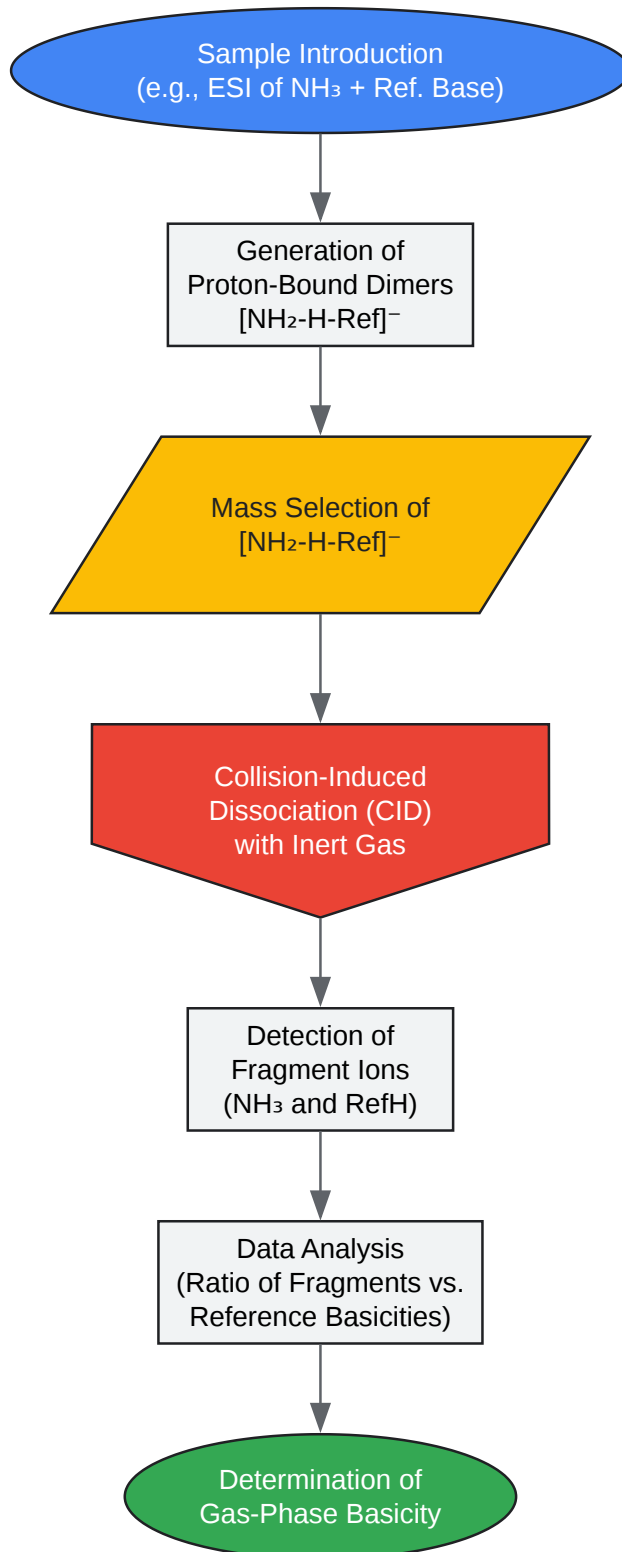 Sample Introduction
(e.g., ESI of NH₃ + Ref. Base)
Generation of
Proton-Bound Dimers
[NH₂-H-Ref]⁻
Mass Selection of
[NH₂-H-Ref]⁻
Collision-Induced
Dissociation (CID)
with Inert Gas
Detection of
Fragment Ions
(NH₃ and RefH)
Data Analysis
(Ratio of Fragments vs.
Reference Basicities)
Determination of
Gas-Phase Basicity